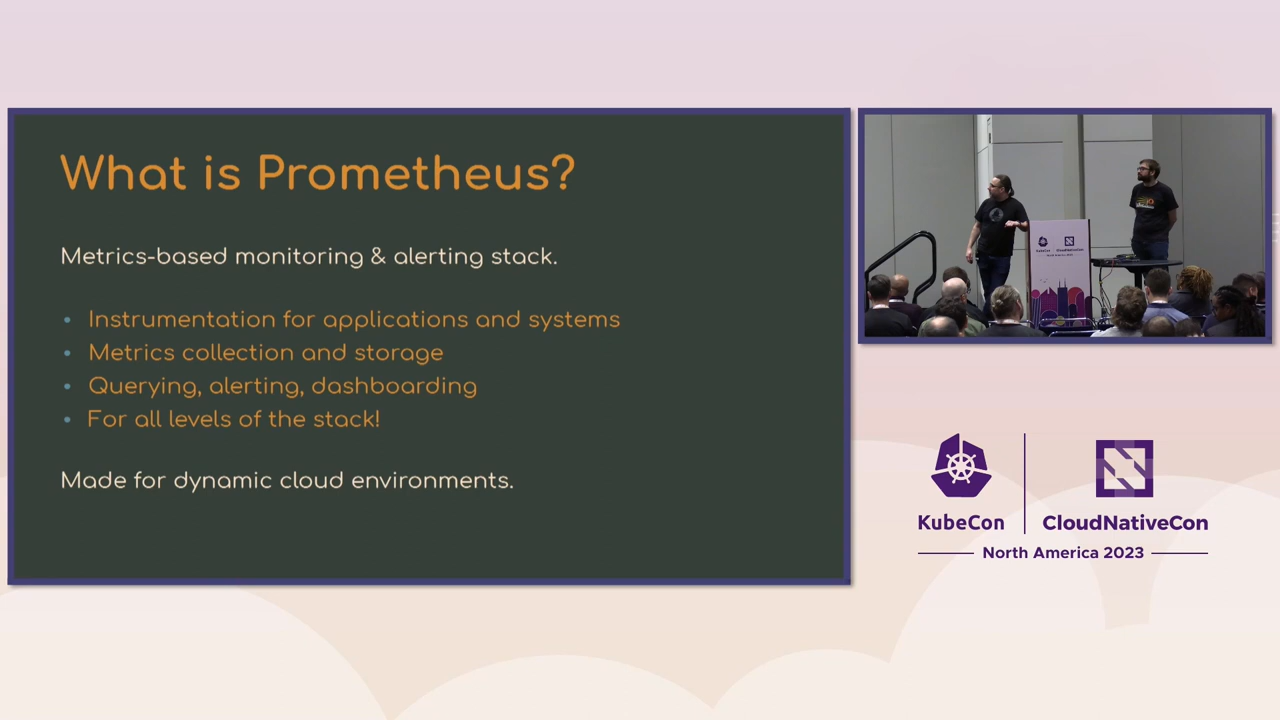 What is Prometheus?
Metrics-based monitoring & alerting stack.
• Instrumentation for applications and systems
• Metrics collection and storage
• Querying, alerting, dashboarding
• For all levels of the stack!
Made for dynamic cloud environments.
KubeCon
CloudNativeCon
North America 2023